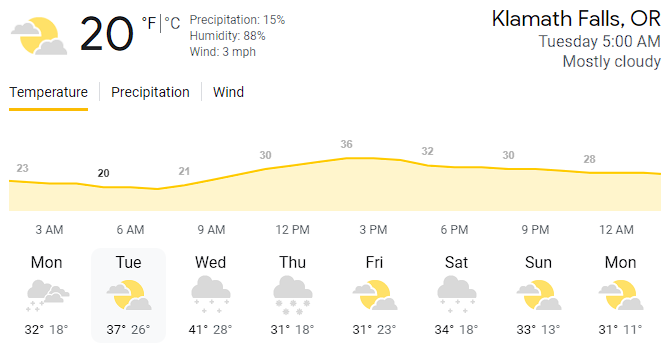 20 °F | °C
Precipitation: 15%
Humidity: 88%
Wind: 3 mph
Klamath Falls, OR
Tuesday 5:00 AM
Mostly cloudy
Temperature | Precipitation | Wind
23 20 21 30 36 32 30 28
3 AM 6 AM 9 AM 12 PM 3 PM 6 PM 9 PM 12 AM
Mon Tue Wed Thu Fri Sat Sun Mon
32° 18° 37° 26° 41° 28° 31° 18° 31° 23° 34° 18° 33° 13° 31° 11°